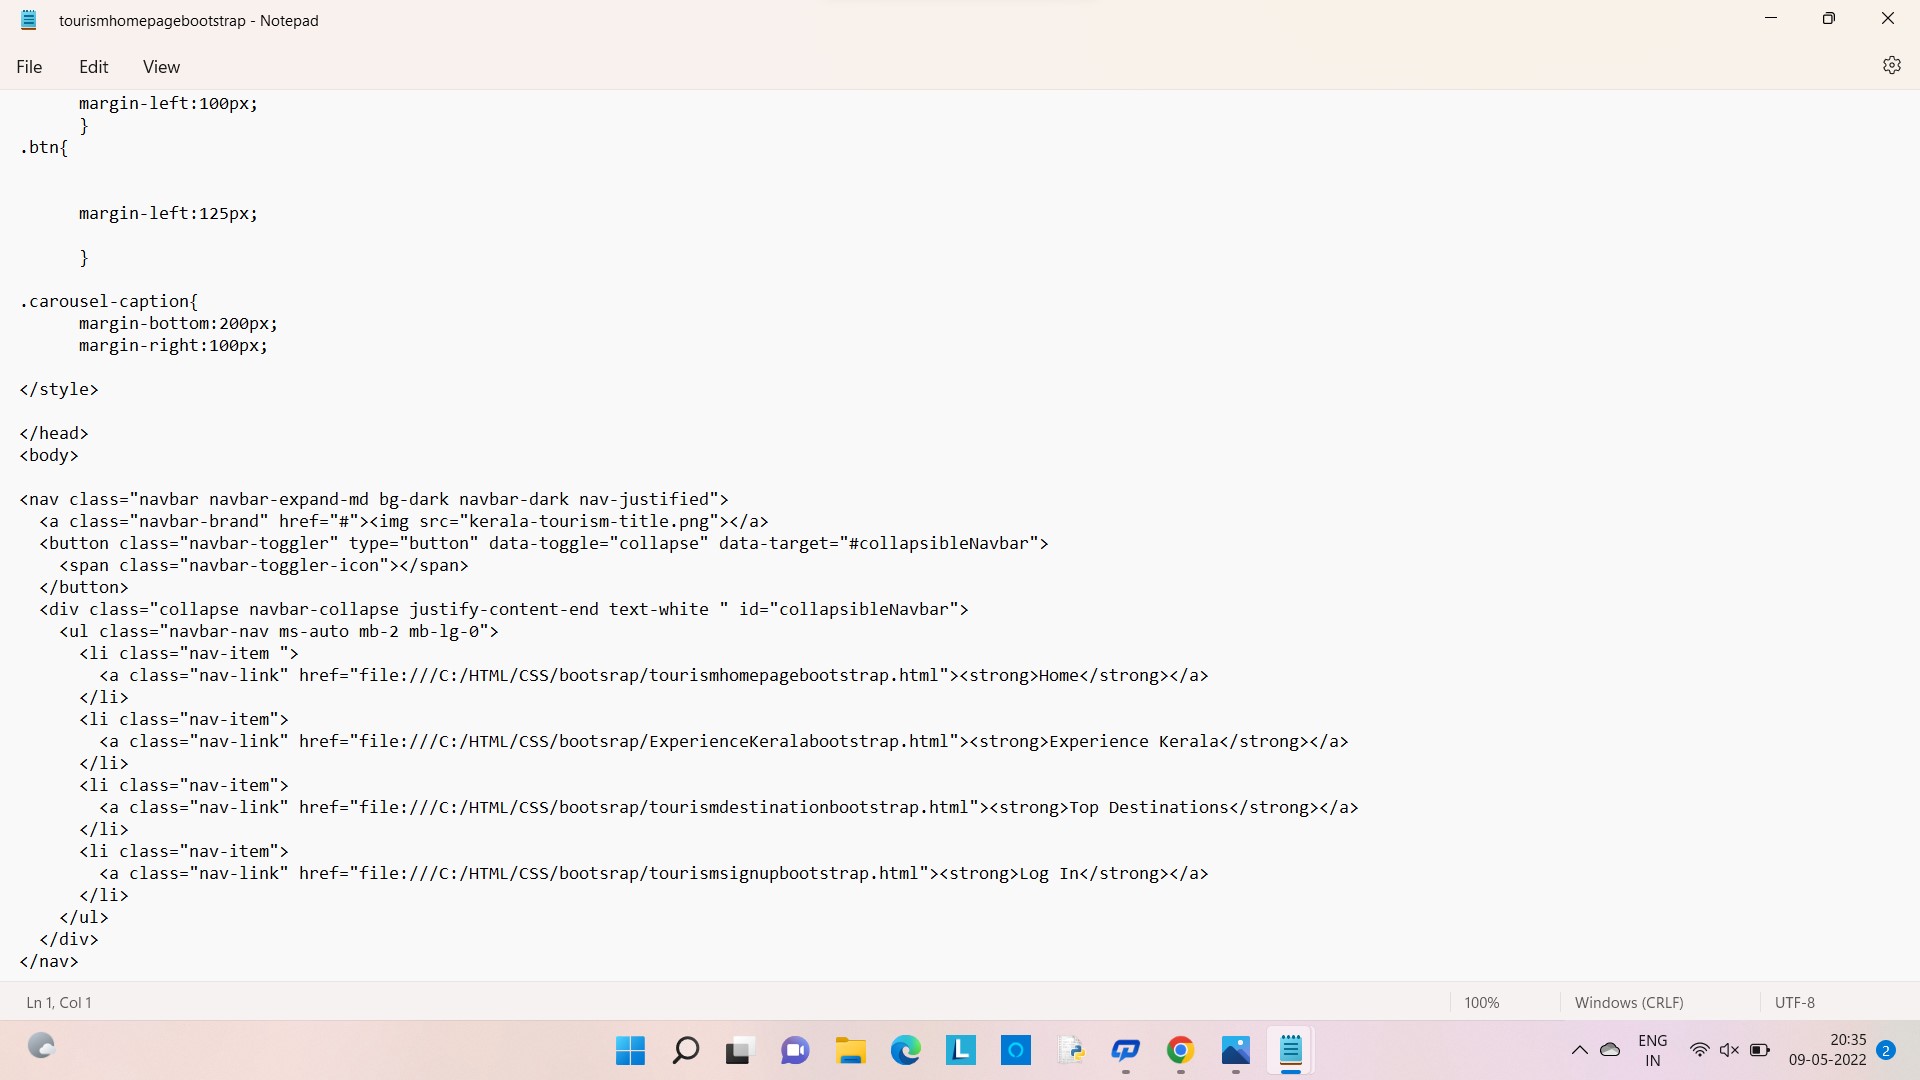 tourismhomepagebootstrap - Notepad
File Edit View
margin-left:100px;
}
.btn{
margin-left:125px;
}
.carousel-caption{
margin-bottom:200px;
margin-right:100px;
</style>
</head>
<body>
<nav class="navbar navbar-expand-md bg-dark navbar-dark nav-justified">
<a class="navbar-brand" href="#"><img src="kerala-tourism-title.png"></a>
<button class="navbar-toggler" type="button" data-toggle="collapse" data-target="#collapsibleNavbar">
<span class="navbar-toggler-icon"></span>
</button>
<div class="collapse navbar-collapse justify-content-end text-white " id="collapsibleNavbar">
<ul class="navbar-nav ms-auto mb-2 mb-lg-0">
<li class="nav-item ">
<a class="nav-link" href="file:///C:/HTML/CSS/bootsrap/tourismhomepagebootstrap.html"><strong>Home</strong></a>
</li>
<li class="nav-item">
<a class="nav-link" href="file:///C:/HTML/CSS/bootsrap/ExperienceKeralabootstrap.html"><strong>Experience Kerala</strong></a>
</li>
<li class="nav-item">
<a class="nav-link" href="file:///C:/HTML/CSS/bootsrap/tourismdestinationbootstrap.html"><strong>Top Destinations</strong></a>
</li>
<li class="nav-item">
<a class="nav-link" href="file:///C:/HTML/CSS/bootsrap/tourismsignupbootstrap.html"><strong>Log In</strong></a>
</li>
</ul>
</div>
</nav>
Ln 1, Col 1 100% Windows (CRLF) UTF-8
L
ENG
IN
20:35
09-05-2022
2